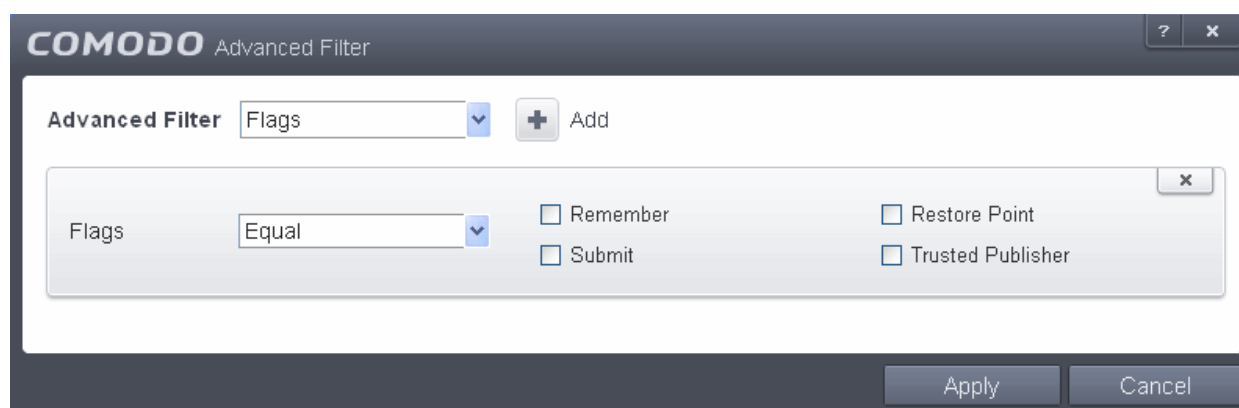 COMODO Advanced Filter ? x
Advanced Filter Flags + Add
x
Flags Equal Remember Restore Point
Submit Trusted Publisher
Apply Cancel